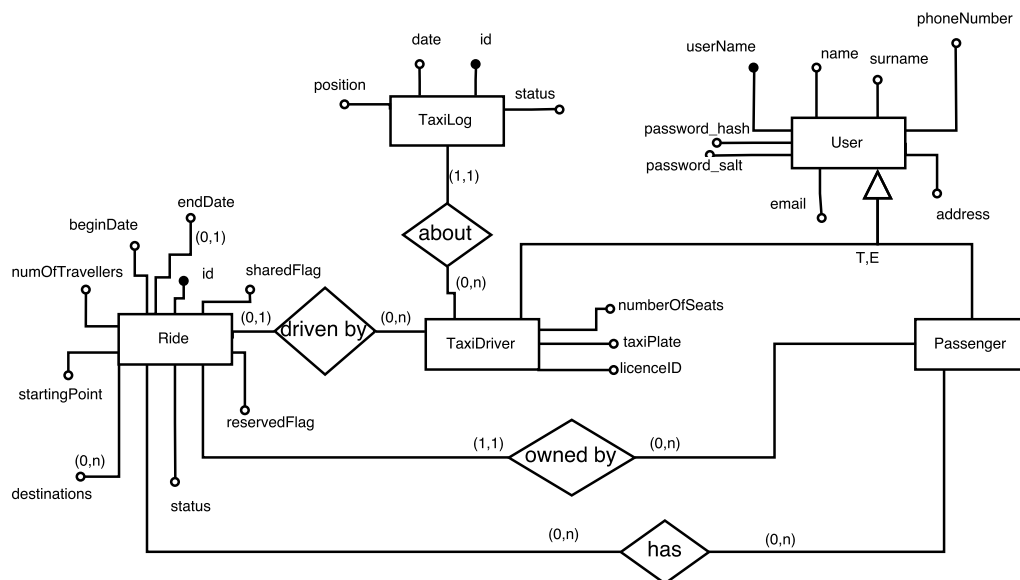 phoneNumber
date
id
userName
name
surname
position
status
TaxiLog
password_hash
User
password_salt
(1,1)
endDate
email
address
beginDate
(0,1)
about
T,E
numOfTravellers
id
sharedFlag
(0,n)
numberOfSeats
(0,1)
driven by
(0,n)
Ride
TaxiDriver
taxiPlate
Passenger
licenceID
startingPoint
reservedFlag
(1,1)
owned by
(0,n)
(0,n)
destinations
status
(0,n)
has
(0,n)